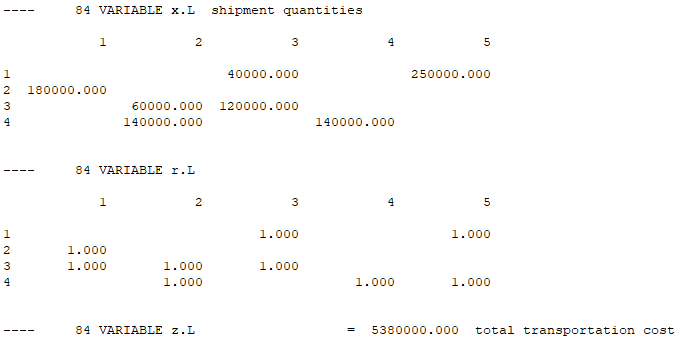 ----     84 VARIABLE x.L  shipment quantities
            1           2           3           4           5
1                              40000.000              250000.000
2  180000.000
3                60000.000  120000.000
4               140000.000              140000.000
----     84 VARIABLE r.L
            1           2           3           4           5
1                                  1.000                   1.000
2       1.000
3       1.000       1.000       1.000
4                   1.000                   1.000       1.000
----     84 VARIABLE z.L                   =  5380000.000  total transportation cost